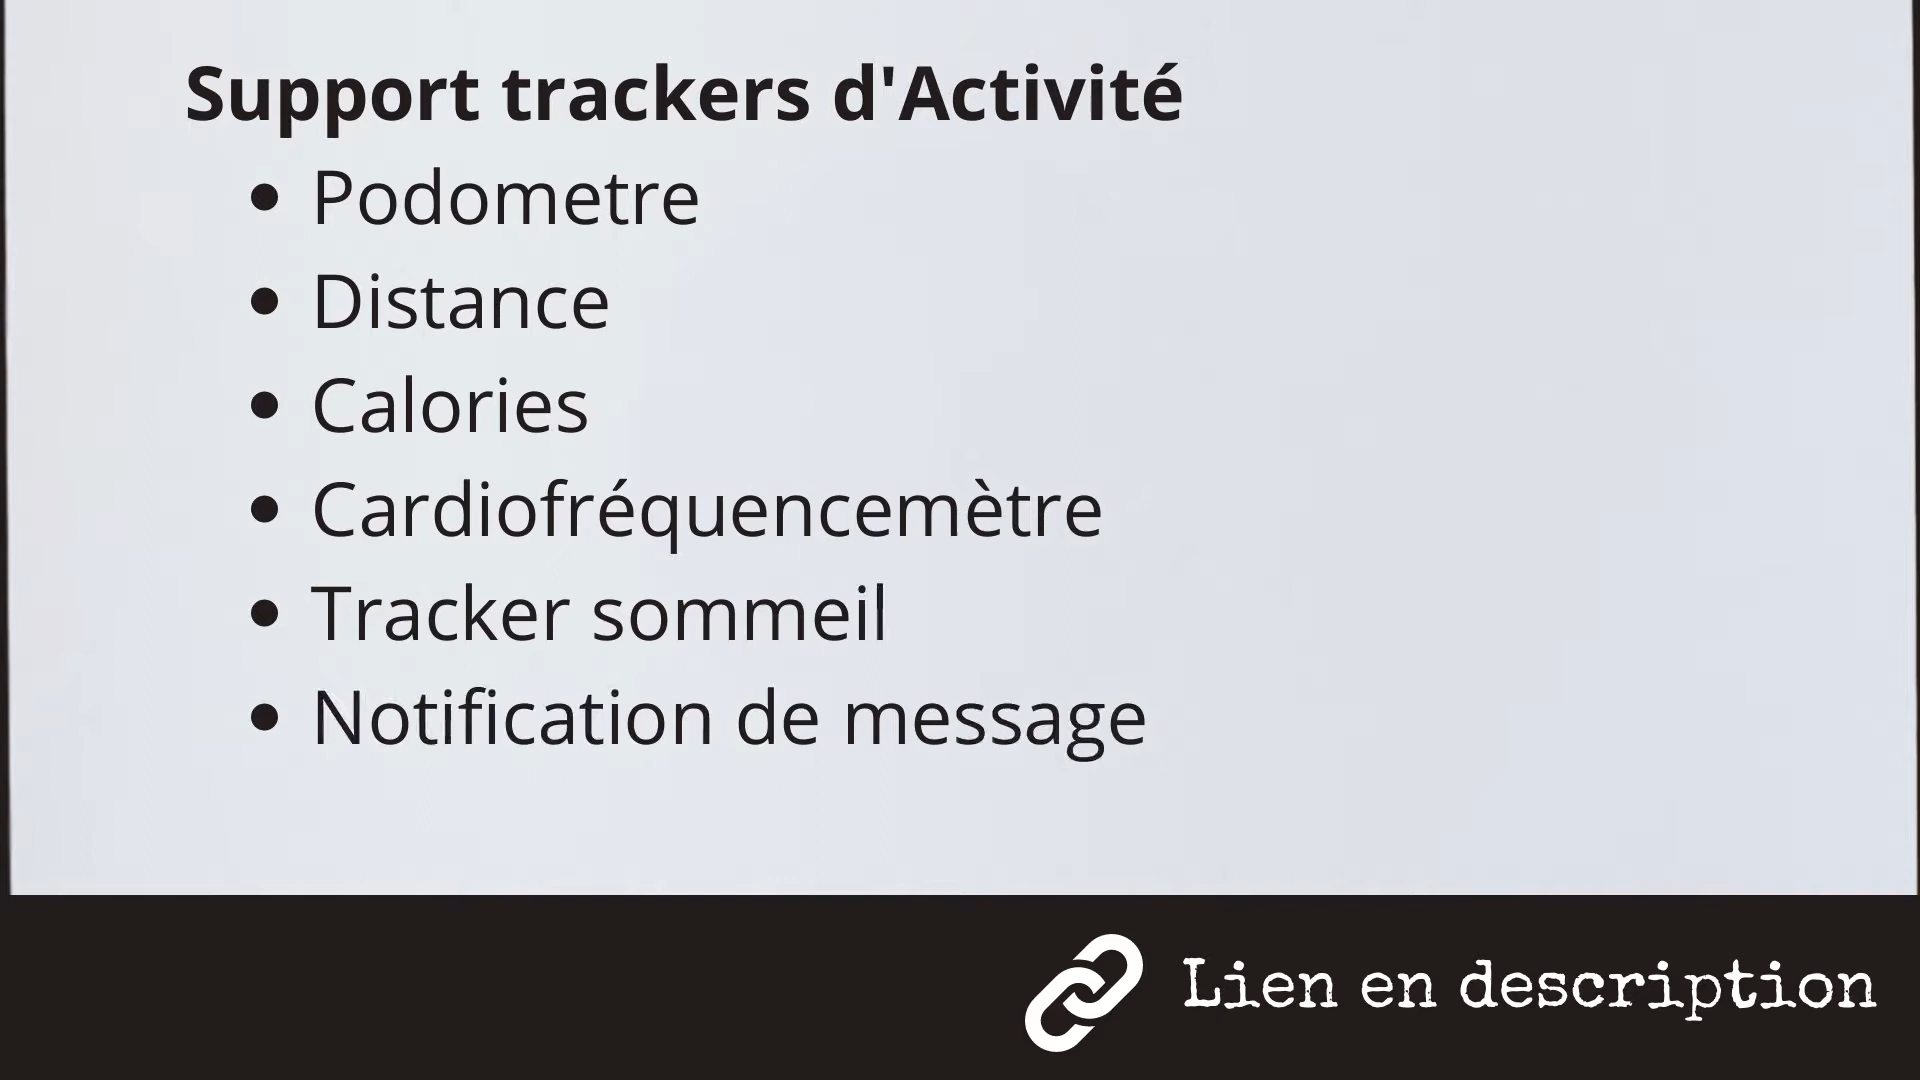 Support trackers d'Activité
• Podometre
• Distance
• Calories
• Cardiofréquencemètre
• Tracker sommeil
• Notification de message
Lien en description